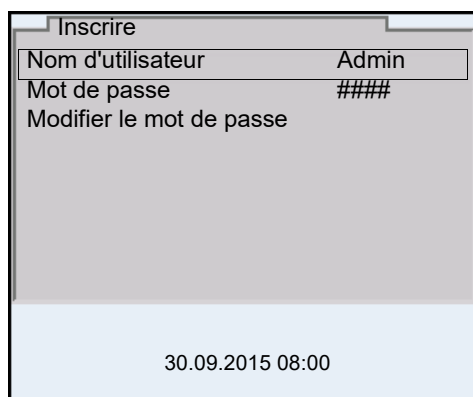 Inscrire
Nom d'utilisateur Admin
Mot de passe ####
Modifier le mot de passe
30.09.2015 08:00